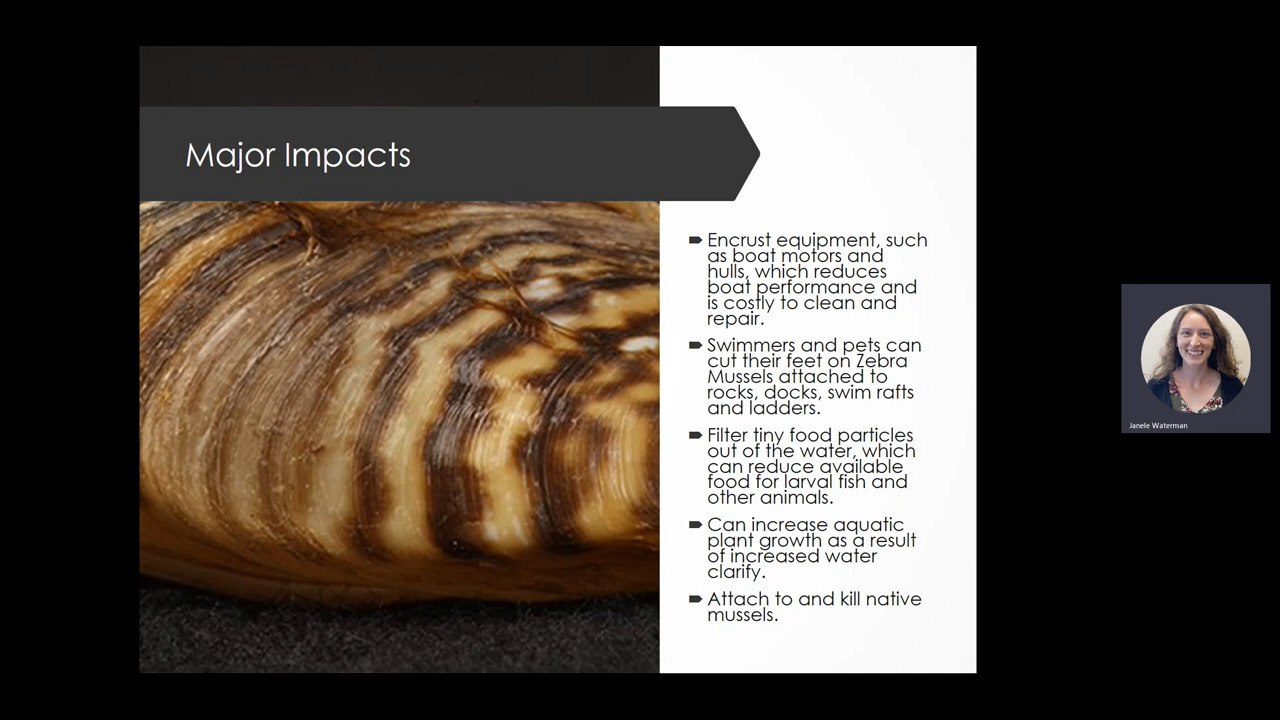 Major Impacts
Encrust equipment, such
as boat motors and
hulls, which reduces
boat performance and
is costly to clean and
repair.
Swimmers and pets can
cut their feet on Zebra
Mussels attached to
rocks, docks, swim rafts
and ladders.
Filter tiny food particles
out of the water, which
can reduce available
food for larval fish and
other animals.
Can increase aquatic
plant growth as a result
of increased water
clarify.
Attach to and kill native
mussels.
Janele Waterman